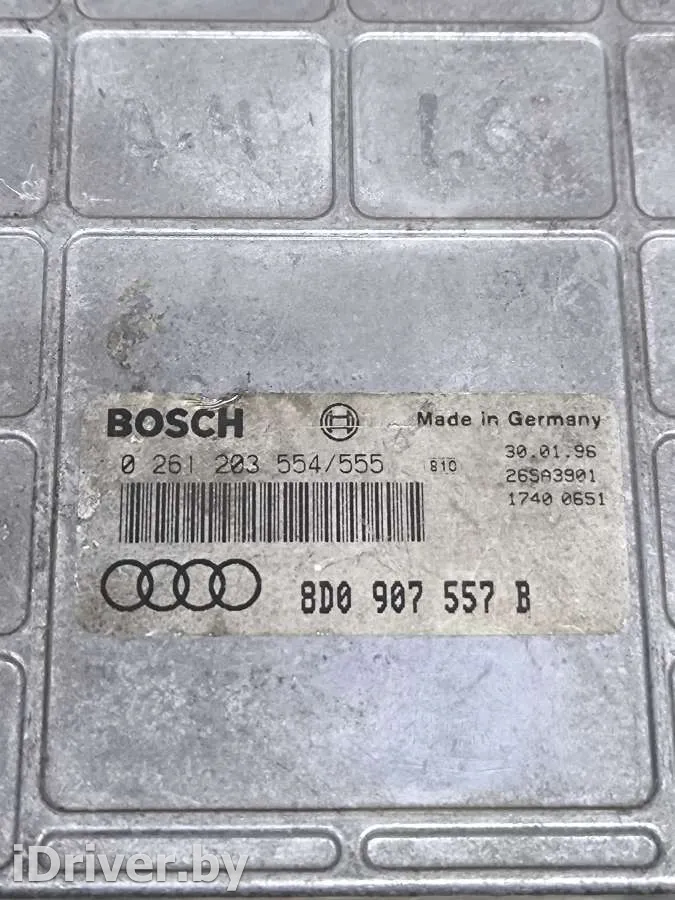 BOSCH Made in Germany
0 261 203 554/555 810 30.01.96
26SA3901
1740 0651
8D0 907 557 B
iDriver.by